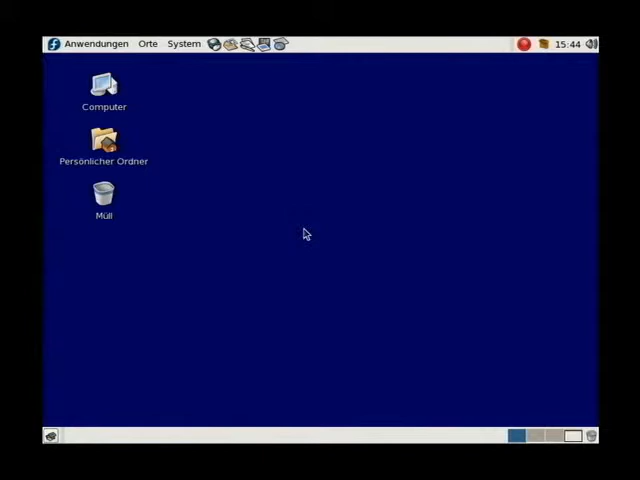 Anwendungen Orte System 15:44
Computer
Persönlicher Ordner
Müll